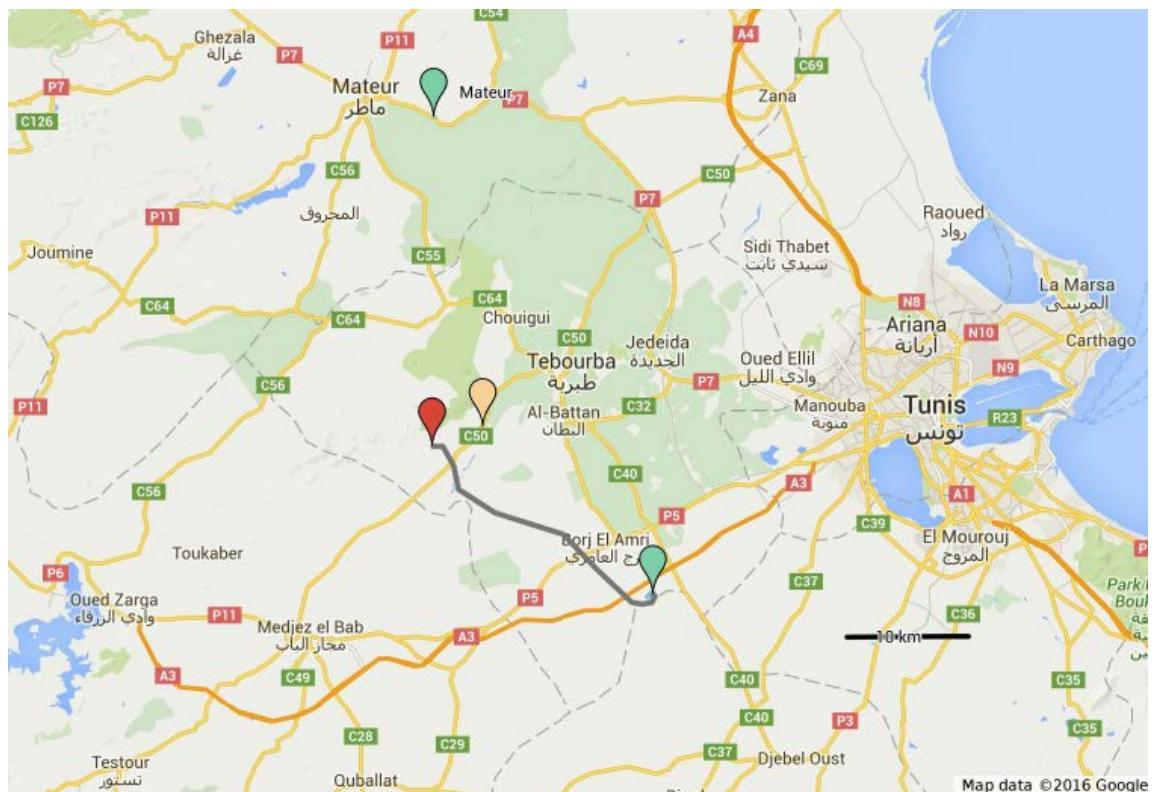 C54
A4
Ghezala
غزالة
P11
P7
C69
P7
Mateur
ماطر
Mateur
P7
Zana
P7
C126
C56
C50
P7
المحروق
P11
Raoued
رواد
Sidi Thabet
سيدي ثابت
Joumine
C55
La Marsa
المرسى
C64
C64
C64
Chouigui
N8
Ariana
أريانة
N10
Carthago
C50
Jedeida
الجديدة
Tebourba
طبربة
Oued Ellil
وادي الليل
N9
P7
C56
P11
C32
Al-Battan
البطان
Manouba
منوبة
Tunis
تونس
R23
C50
C40
A3
C56
A1
P5
C39
El Mourouj
المروج
Toukaber
Borj El Amri
برج العامري
P6
C37
Oued Zarga
وادي الزرقاء
P11
P5
C36
Medjez el Bab
مجاز الباب
A3
10 km
A3
C49
C40
C35
C40
P3
C28
C29
C37
C35
Testour
تستور
Djebel Oust
Quballat
Map data ©2016 Google